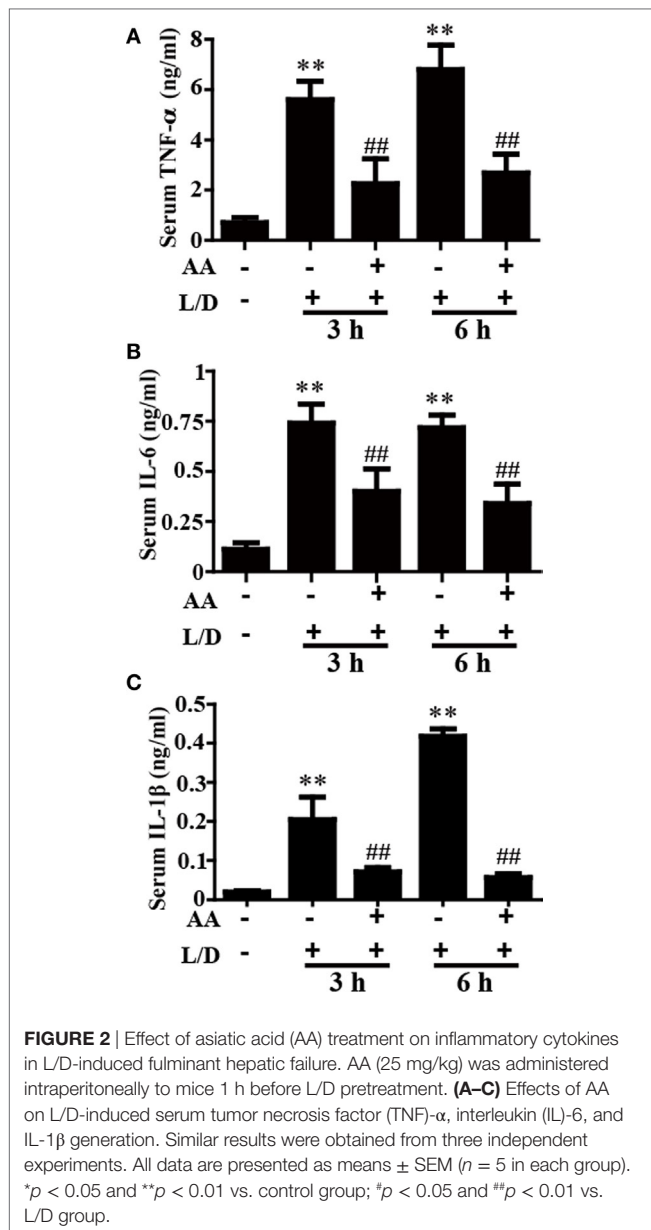 A
Serum TNF-α (ng/ml)
8
6
4
2
0
**
##
**
##
AA - - + - +
L/D - + + + +
3 h 6 h
B
Serum IL-6 (ng/ml)
1
0.75
0.5
0.25
0
**
##
**
##
AA - - + - +
L/D - + + + +
3 h 6 h
C
Serum IL-1β (ng/ml)
0.5
0.4
0.3
0.2
0.1
0
**
##
**
##
AA - - + - +
L/D - + + + +
3 h 6 h
FIGURE 2 | Effect of asiatic acid (AA) treatment on inflammatory cytokines
in L/D-induced fulminant hepatic failure. AA (25 mg/kg) was administered
intraperitoneally to mice 1 h before L/D pretreatment. (A–C) Effects of AA
on L/D-induced serum tumor necrosis factor (TNF)-α, interleukin (IL)-6, and
IL-1β generation. Similar results were obtained from three independent
experiments. All data are presented as means ± SEM (n = 5 in each group).
*p < 0.05 and **p < 0.01 vs. control group; #p < 0.05 and ##p < 0.01 vs.
L/D group.